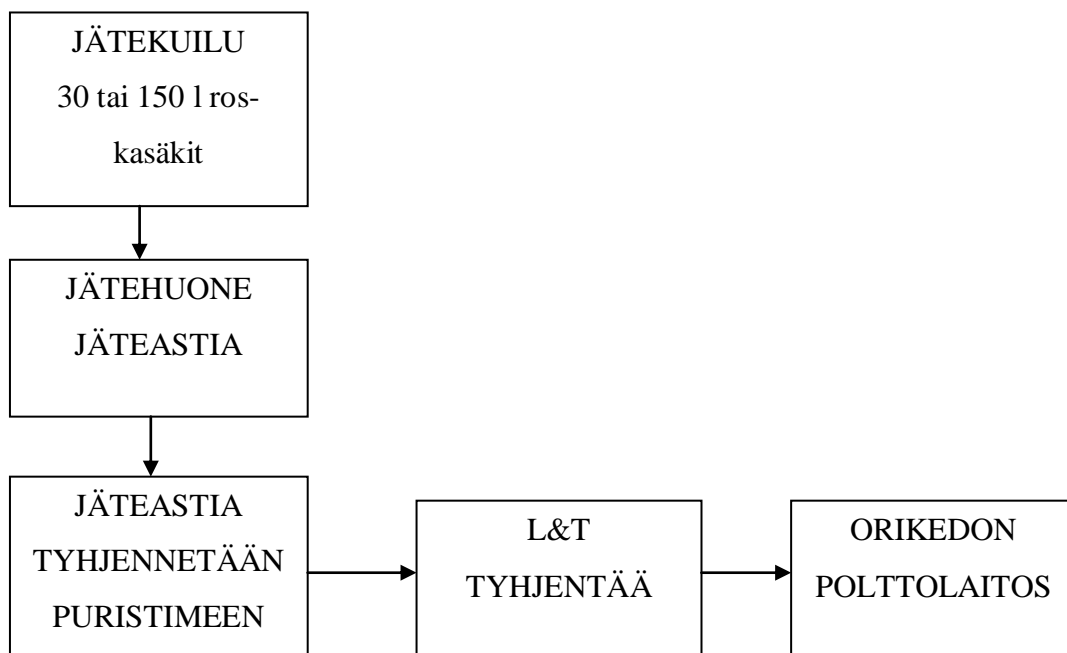 JÄTEKUILU
30 tai 150 l ros-
kasäkit
JÄTEHUONE
JÄTEASTIA
JÄTEASTIA
TYHJENNETÄÄN
PURISTIMEEN
L&T
TYHJENTÄÄ
ORIKEDON
POLTTOLAITOS